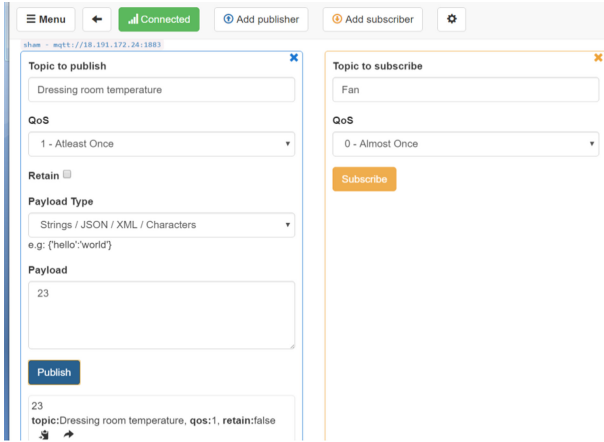 Menu
Connected
Add publisher
Add subscriber
sham - mqtt://18.191.172.24:1883
Topic to publish
Dressing room temperature
QoS
1 - Atleast Once
Retain
Payload Type
Strings / JSON / XML / Characters
e.g: {'hello':'world'}
Payload
23
Publish
23
topic:Dressing room temperature, qos:1, retain:false
Topic to subscribe
Fan
QoS
0 - Almost Once
Subscribe